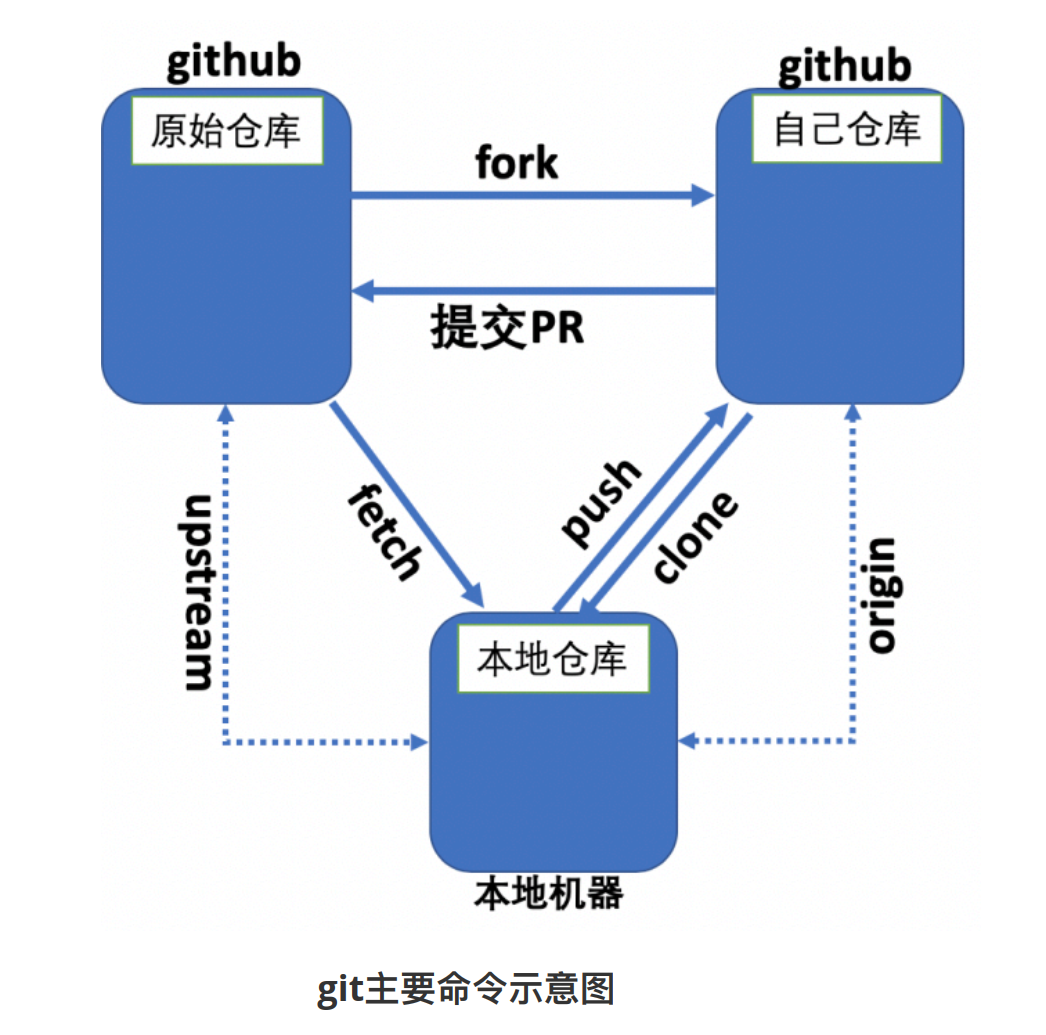 github
github
原始仓库
自己仓库
fork
提交PR
fetch
push
clone
upstream
origin
本地仓库
本地机器
git主要命令示意图